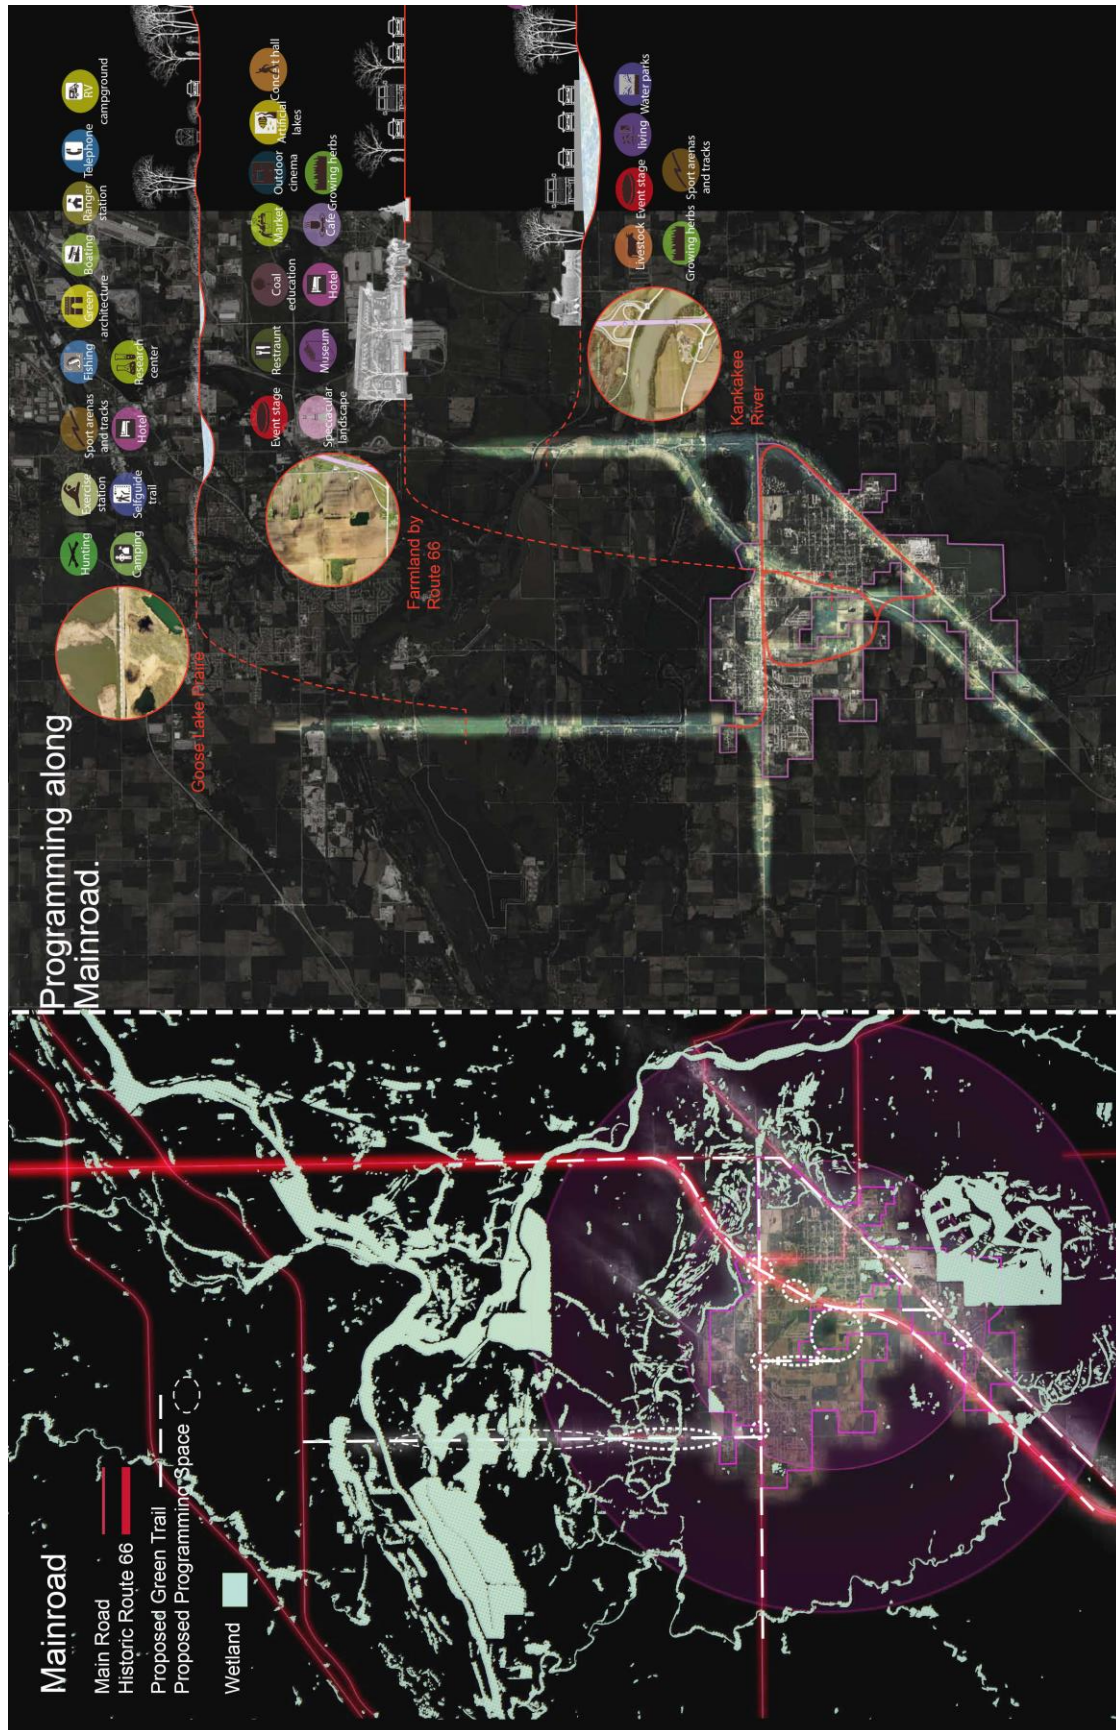 Mainroad
Main Road
Historic Route 66
Proposed Green Trail
Proposed Programming Space
Wetland
Programming along
Mainroad.
Goose Lake Praire
Hunting
Exercise
station
Sport arenas
and tracks
Fishing
Green
architecture
Boating
Ranger
station
Telephone
RV
campground
Camping
Selfguide
trail
Hotel
Research
center
Farmland by
Route 66
Event stage
Restraunt
Coal
education
Market
Outdoor
cinema
Artificial
lakes
Concert hall
Spectacular
landscape
Museum
Hotel
Cafe
Growing herbs
Kankakee
River
Livestock
Event stage
living
Water parks
Growing herbs
Sport arenas
and tracks